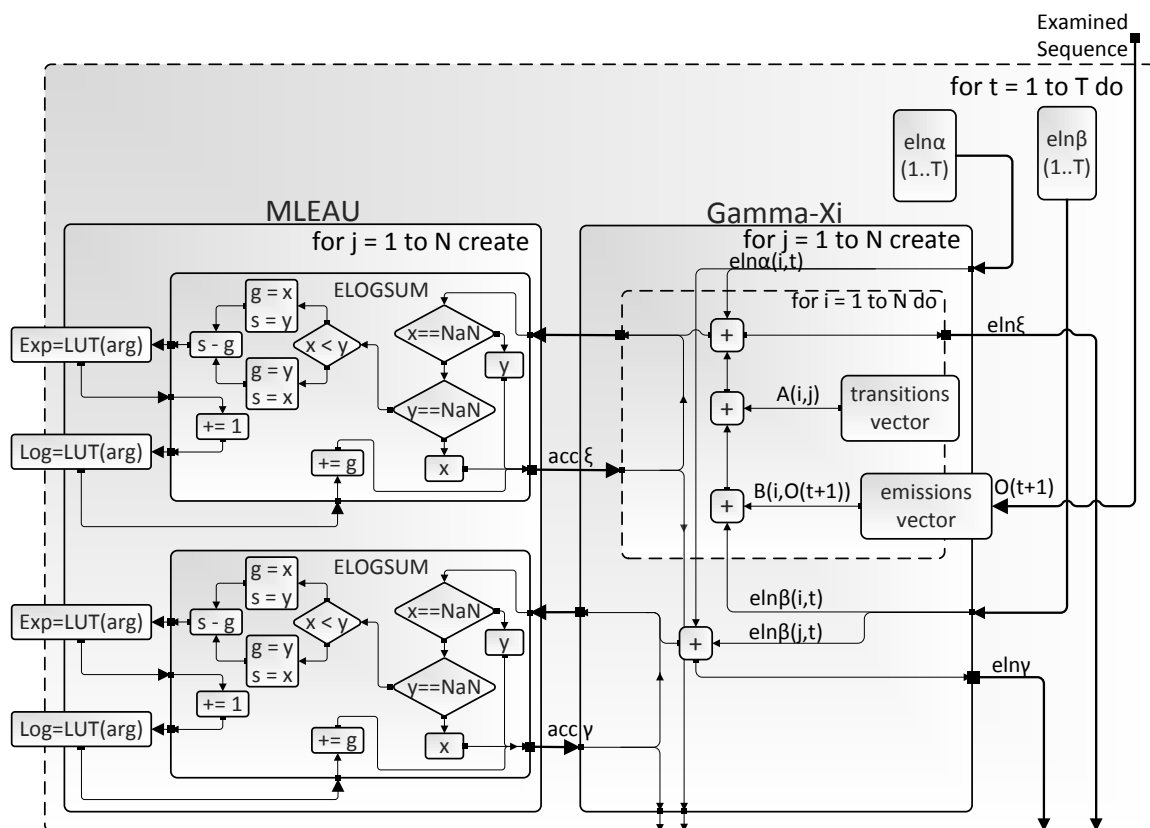 Examined
Sequence
for t = 1 to T do
elnα
(1..T)
elnβ
(1..T)
MLEAU
for j = 1 to N create
ELOGSUM
g = x
s = y
x==NaN
Exp=LUT(arg)
s - g
x < y
y
g = y
s = x
y==NaN
+= 1
Log=LUT(arg)
+= g
x
acc ξ
ELOGSUM
g = x
s = y
x==NaN
Exp=LUT(arg)
s - g
x < y
y
g = y
s = x
y==NaN
+= 1
Log=LUT(arg)
+= g
x
acc γ
Gamma-Xi
for j = 1 to N create
elnα(i,t)
for i = 1 to N do
+
elnξ
A(i,j)
+
transitions
vector
B(i,O(t+1))
+
emissions
vector
O(t+1)
elnβ(i,t)
elnβ(j,t)
+
elnγ